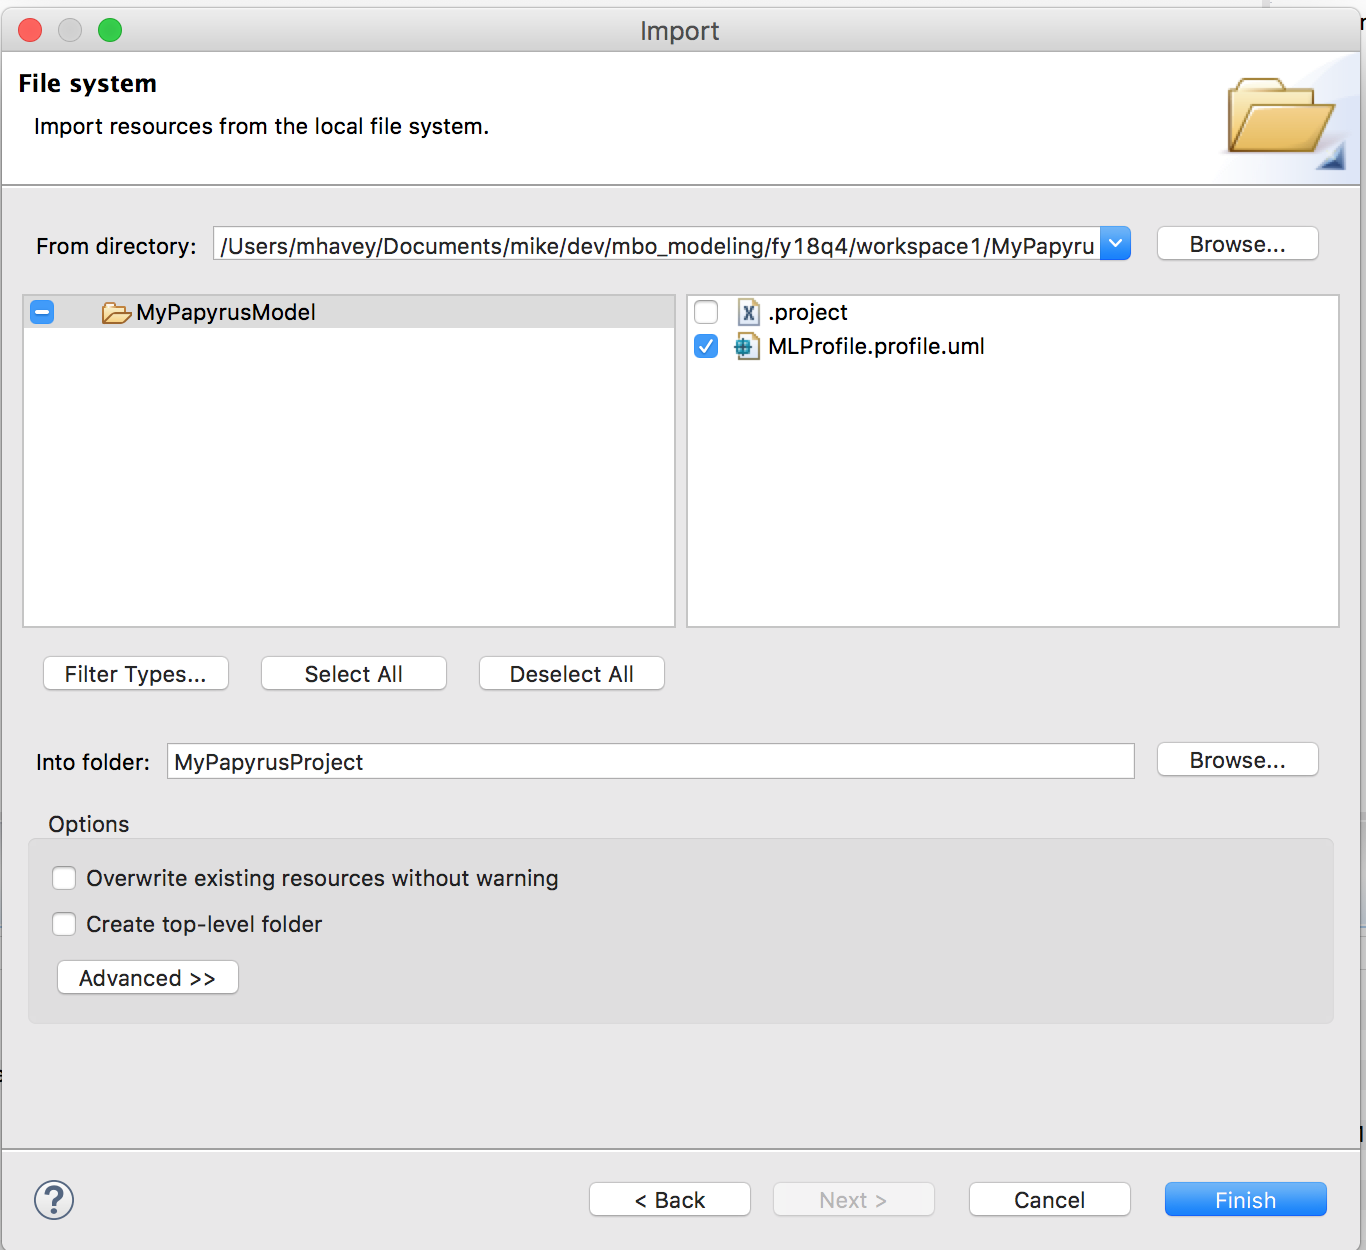 Import
File system
Import resources from the local file system.
From directory: /Users/mhavey/Documents/mike/dev/mbo_modeling/fy18q4/workspace1/MyPapyru Browse...
MyPapyrusModel
.project
MLProfile.profile.uml
Filter Types... Select All Deselect All
Into folder: MyPapyrusProject Browse...
Options
Overwrite existing resources without warning
Create top-level folder
Advanced >>
? < Back Next > Cancel Finish